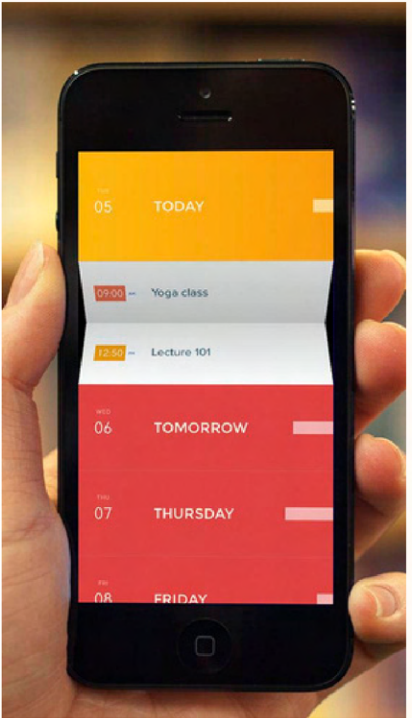 TUE
05 TODAY
09:00 – Yoga class
12:50 – Lecture 101
WED
06 TOMORROW
THU
07 THURSDAY
FRI
08 FRIDAY